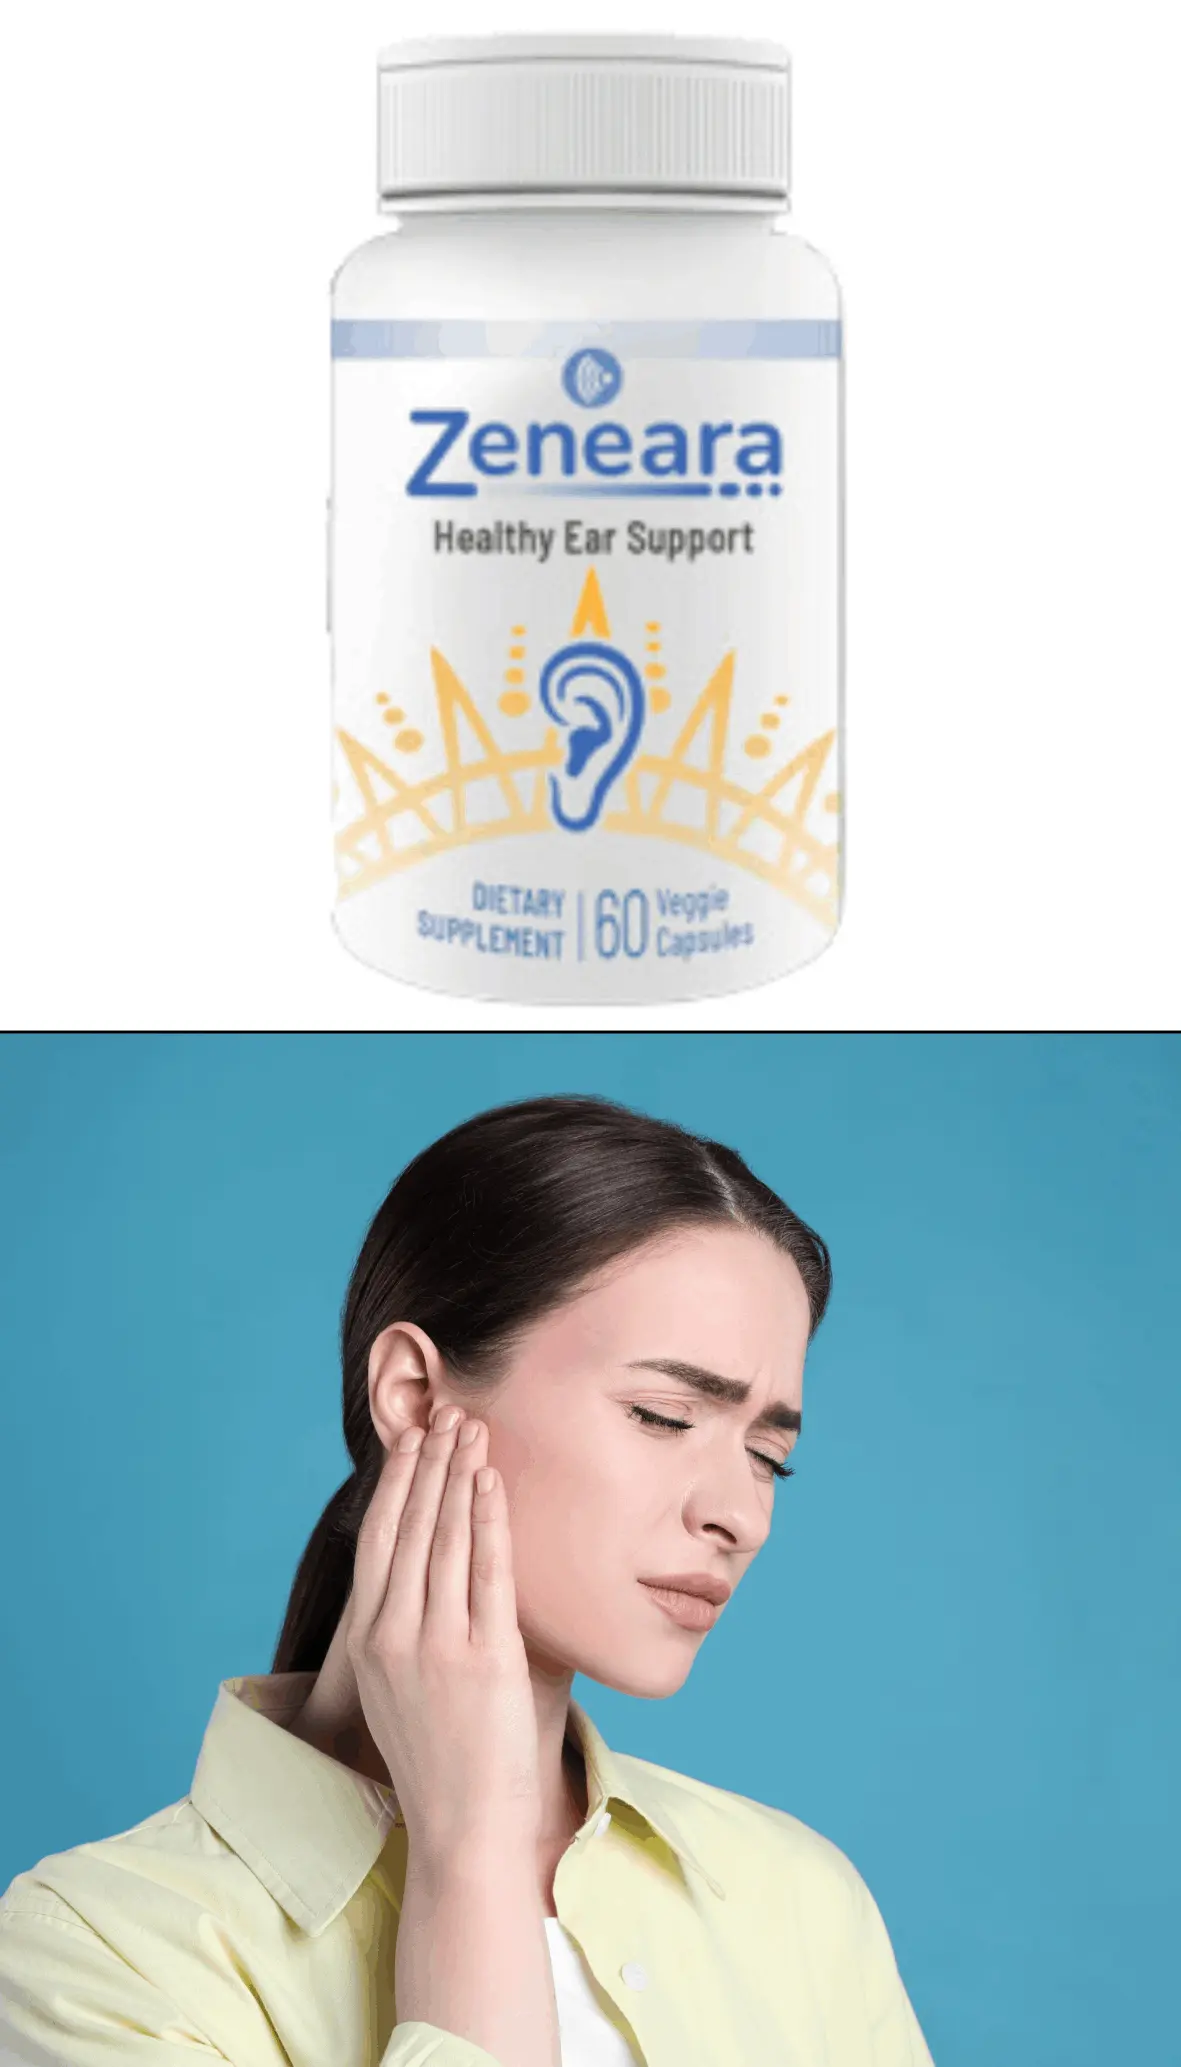 Zeneara
Healthy Ear Support
DIETARY
SUPPLEMENT
60
Veggie
Capsules